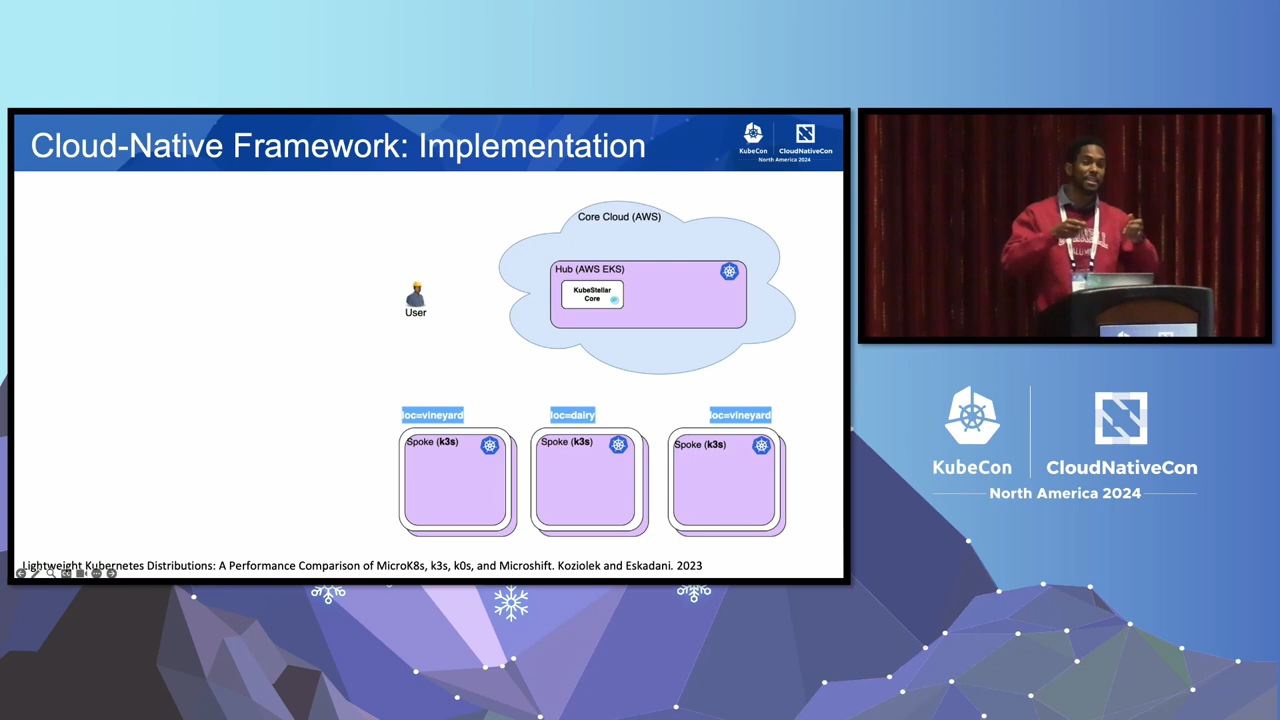 Cloud-Native Framework: Implementation
KubeCon
CloudNativeCon
North America 2024
Core Cloud (AWS)
Hub (AWS EKS)
KubeStellar
Core
User
loc=vineyard
loc=dairy
loc=vineyard
Spoke (k3s)
Spoke (k3s)
Spoke (k3s)
Lightweight Kubernetes Distributions: A Performance Comparison of MicroK8s, k3s, k0s, and Microshift. Koziolek and Eskadani. 2023
KubeCon
CloudNativeCon
North America 2024